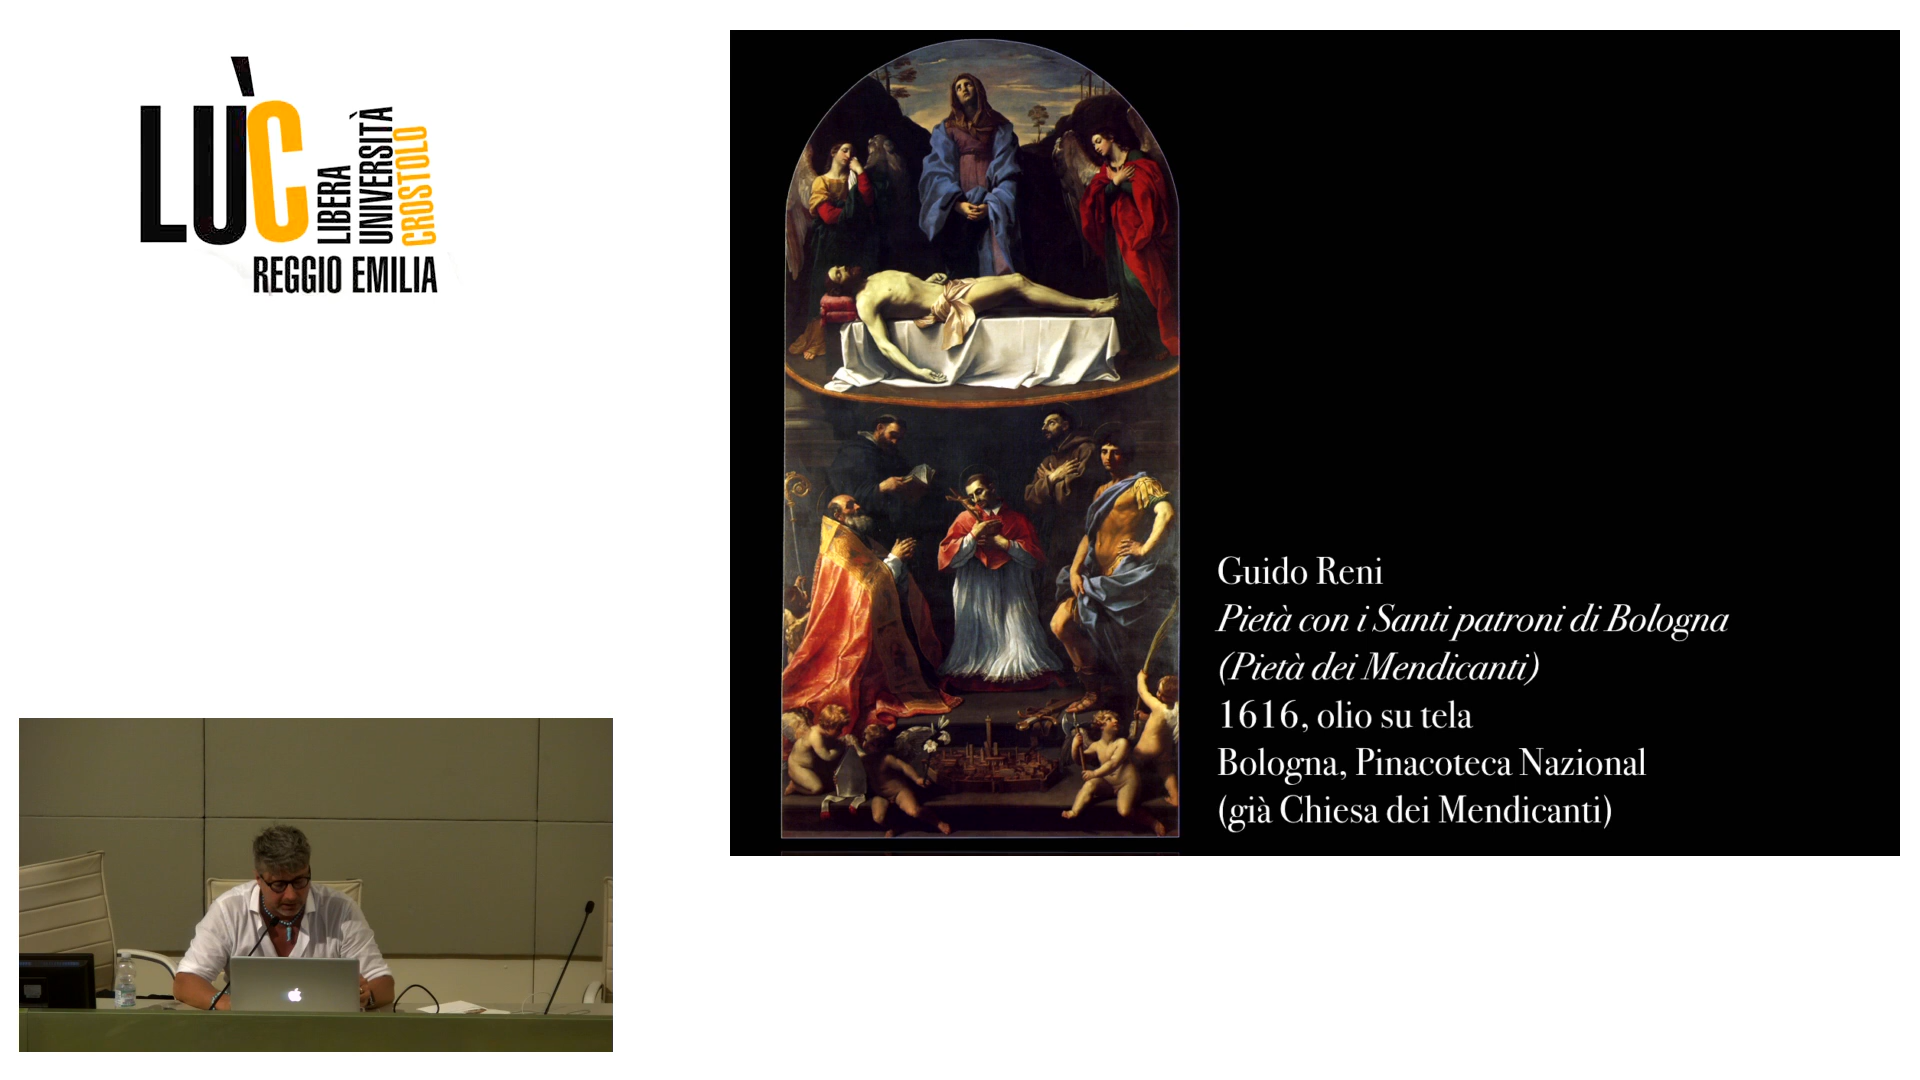 LÙC
LIBERA
UNIVERSITÀ
CROSTOLO
REGGIO EMILIA
Guido Reni
Pietà con i Santi patroni di Bologna
(Pietà dei Mendicanti)
1616, olio su tela
Bologna, Pinacoteca Nazional
(già Chiesa dei Mendicanti)